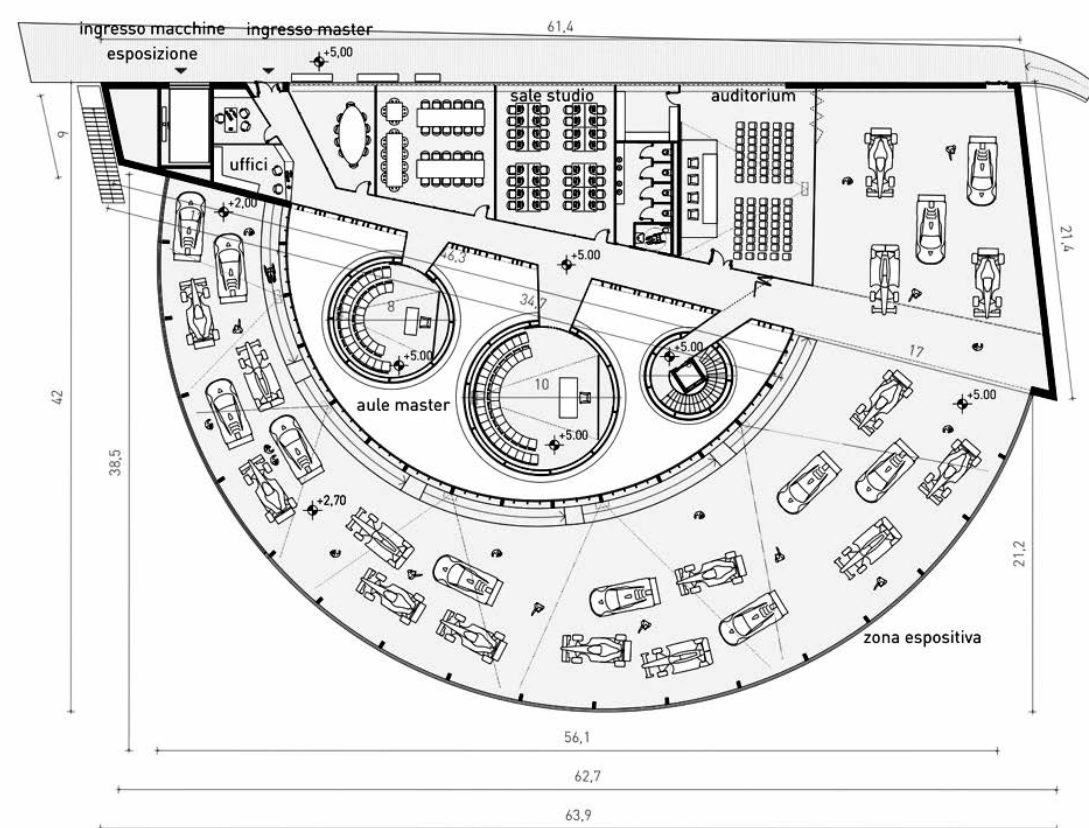 61,4
ingresso macchine
esposizione
ingresso master
+5,00
sale studio
auditorium
9
uffici
+2,00
46,3
+5.00
21,4
8
34,7
+5.00
+5.00
17
10
aule master
+5.00
+5.00
42
38,5
+2,70
21,2
zona espositiva
56,1
62,7
63,9